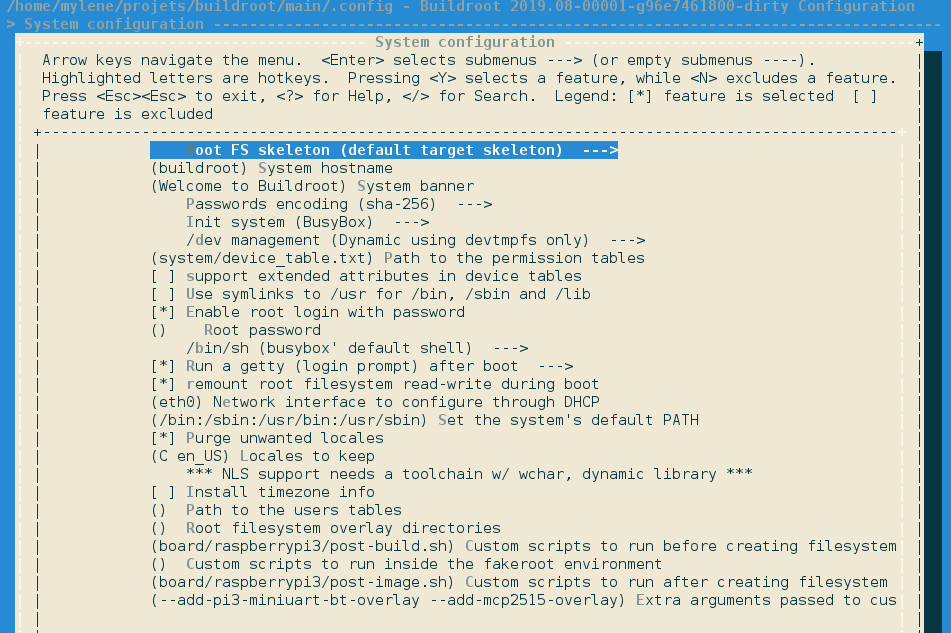 /home/mylene/projets/buildroot/main/.config - Buildroot 2019.08-00001-g96e7461800-dirty Configuration
> System configuration
System configuration
Arrow keys navigate the menu.  <Enter> selects submenus ---> (or empty submenus ----).
Highlighted letters are hotkeys.  Pressing <Y> selects a feature, while <N> excludes a feature.
Press <Esc><Esc> to exit, <?> for Help, </> for Search.  Legend: [*] feature is selected  [ ]
feature is excluded
Root FS skeleton (default target skeleton)  --->
(buildroot) System hostname
(Welcome to Buildroot) System banner
Passwords encoding (sha-256)  --->
Init system (BusyBox)  --->
/dev management (Dynamic using devtmpfs only)  --->
(system/device_table.txt) Path to the permission tables
[ ] support extended attributes in device tables
[ ] Use symlinks to /usr for /bin, /sbin and /lib
[*] Enable root login with password
()    Root password
/bin/sh (busybox' default shell)  --->
[*] Run a getty (login prompt) after boot  --->
[*] remount root filesystem read-write during boot
(eth0) Network interface to configure through DHCP
(/bin:/sbin:/usr/bin:/usr/sbin) Set the system's default PATH
[*] Purge unwanted locales
(C en_US) Locales to keep
*** NLS support needs a toolchain w/ wchar, dynamic library ***
[ ] Install timezone info
()  Path to the users tables
()  Root filesystem overlay directories
(board/raspberrypi3/post-build.sh) Custom scripts to run before creating filesystem
()  Custom scripts to run inside the fakeroot environment
(board/raspberrypi3/post-image.sh) Custom scripts to run after creating filesystem
(--add-pi3-miniuart-bt-overlay --add-mcp2515-overlay) Extra arguments passed to cus